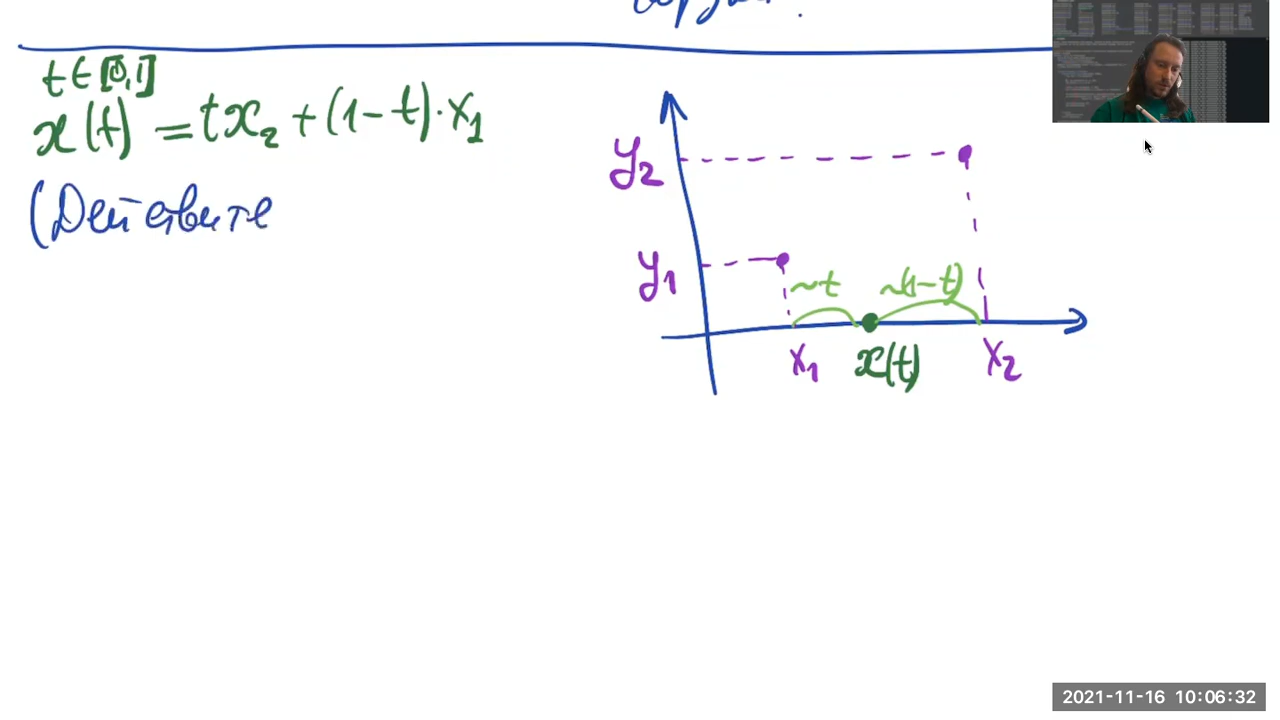 t∈[0,1]
x(t) = tx₂ + (1-t)·x₁
(Действите
y₂
y₁
~t
~(1-t)
x₁
x(t)
x₂
2021-11-16 10:06:32